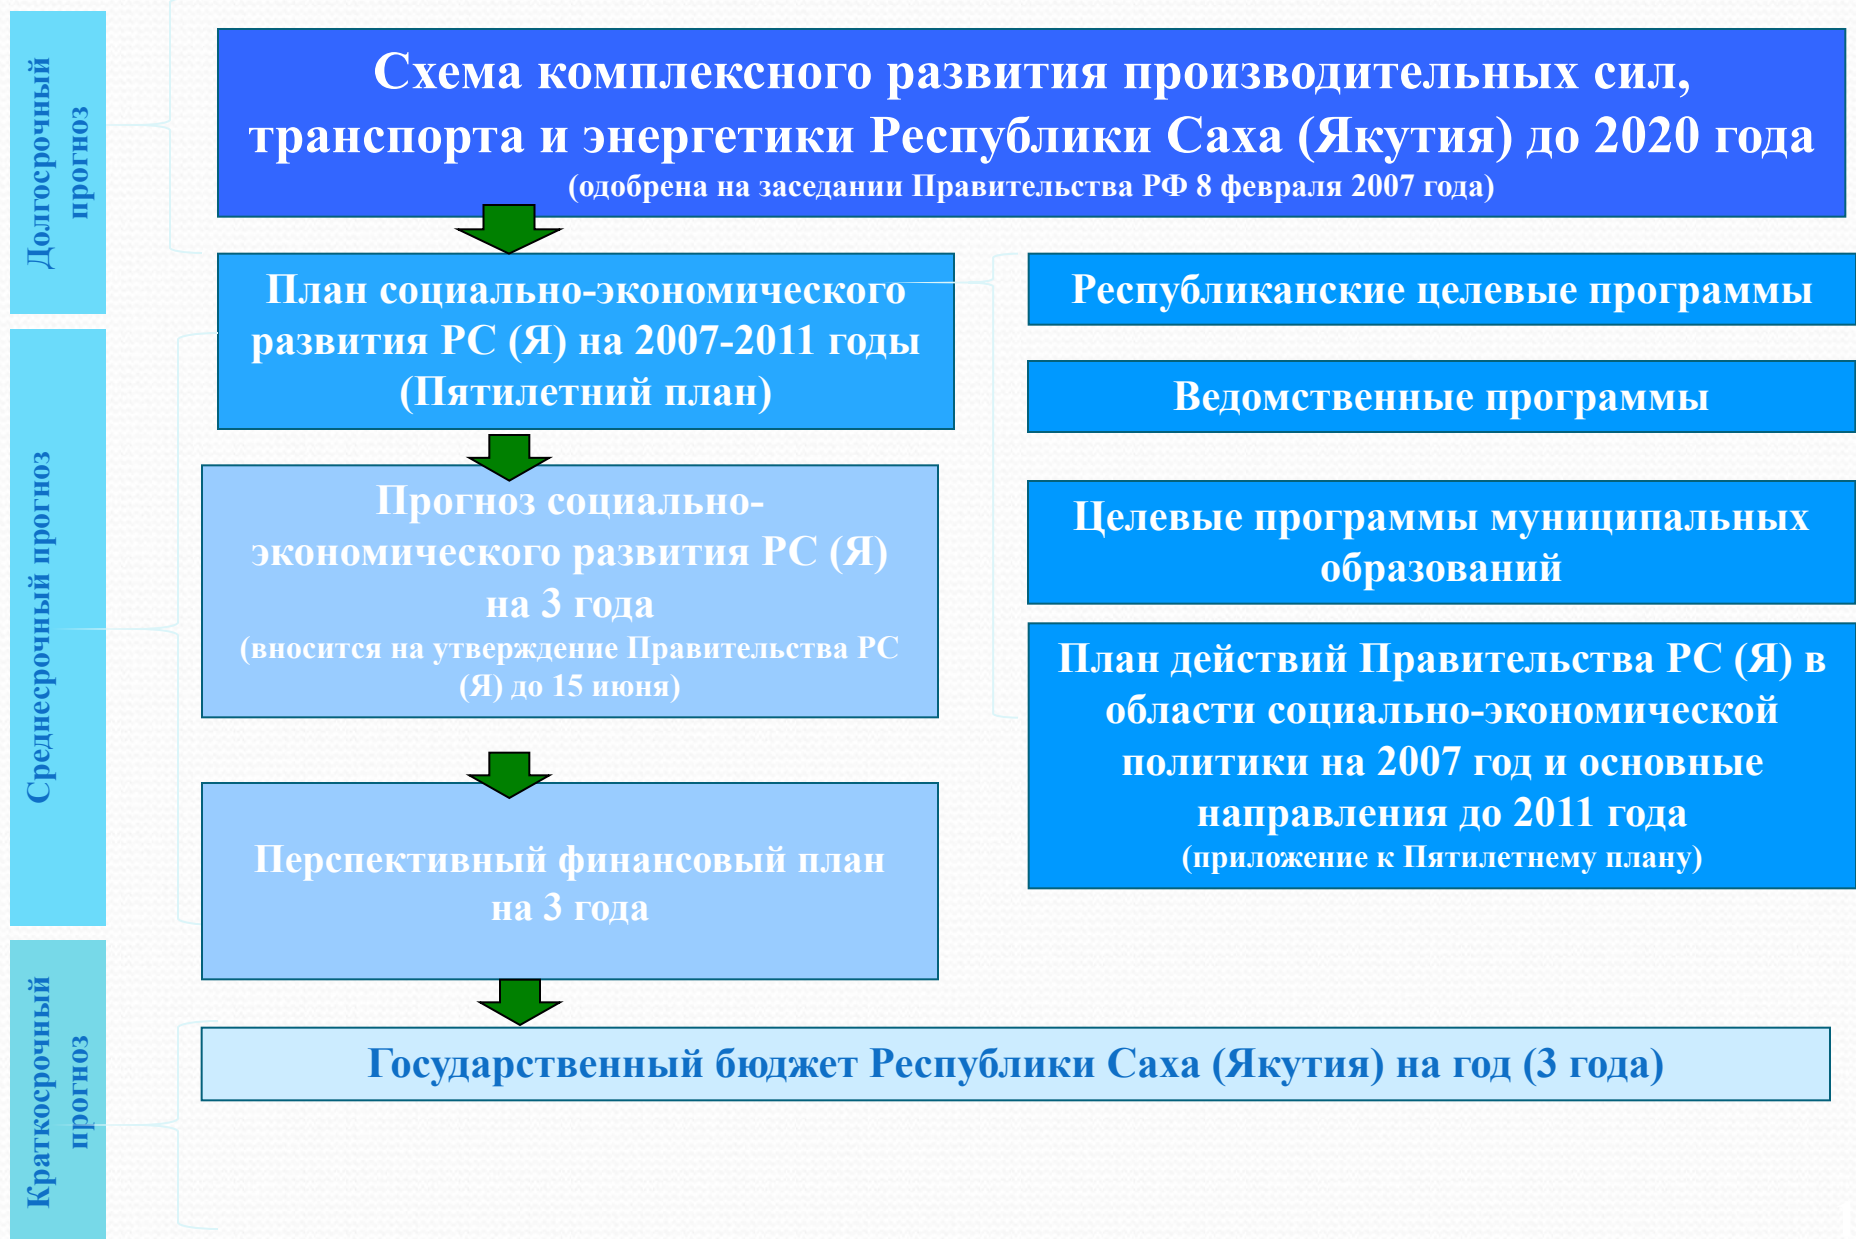 Долгосрочный
прогноз
Схема комплексного развития производительных сил,
транспорта и энергетики Республики Саха (Якутия) до 2020 года
(одобрена на заседании Правительства РФ 8 февраля 2007 года)
План социально-экономического
развития РС (Я) на 2007-2011 годы
(Пятилетний план)
Республиканские целевые программы
Ведомственные программы
Целевые программы муниципальных
образований
План действий Правительства РС (Я) в
области социально-экономической
политики на 2007 год и основные
направления до 2011 года
(приложение к Пятилетнему плану)
Среднесрочный прогноз
Прогноз социально-
экономического развития РС (Я)
на 3 года
(вносится на утверждение Правительства РС
(Я) до 15 июня)
Перспективный финансовый план
на 3 года
Краткосрочный
прогноз
Государственный бюджет Республики Саха (Якутия) на год (3 года)